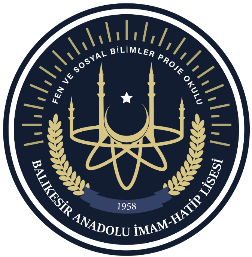 FEN VE SOSYAL BİLİMLER PROJE OKULU
1958
BALIKESİR ANADOLU İMAM-HATİP LİSESİ